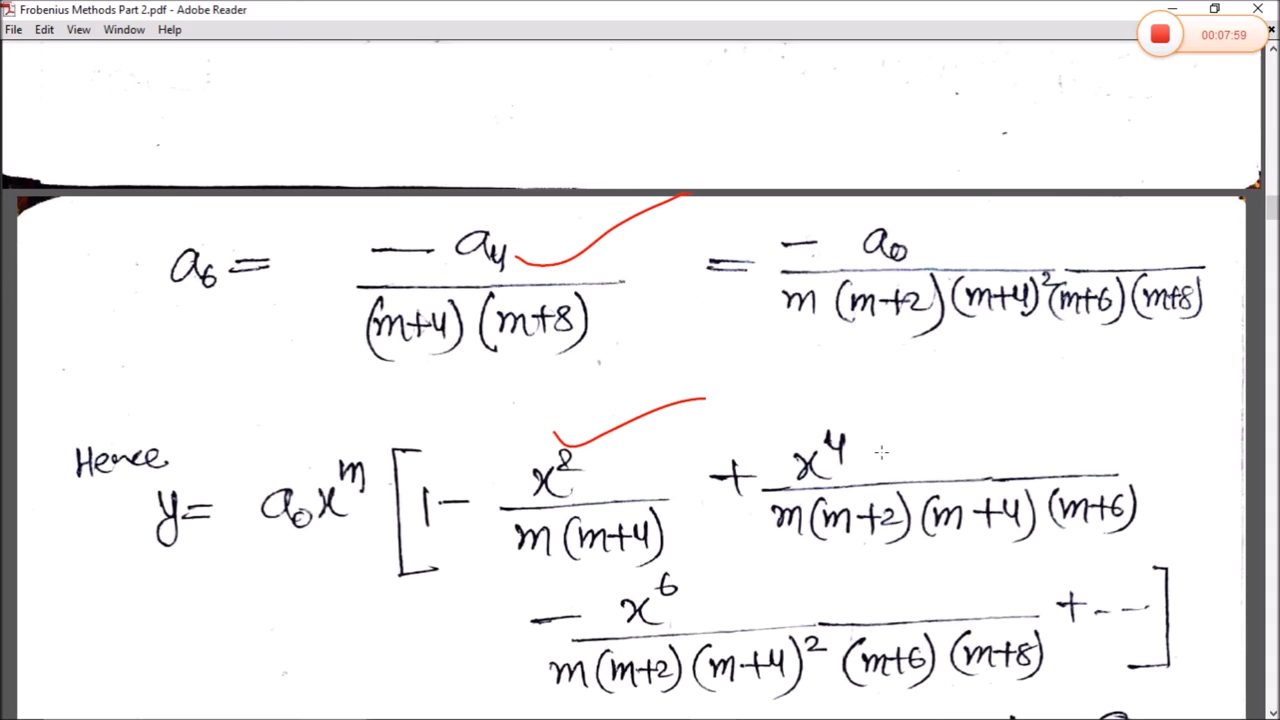 Frobenius Methods Part 2.pdf - Adobe Reader
File Edit View Window Help
00:07:59
a₆ = - a₄ / (m+4) (m+8) = - a₀ / m (m+2) (m+4)² (m+6) (m+8)
Hence
y = a₀ x^m [ 1 - x² / m (m+4) + x⁴ / m (m+2) (m+4) (m+6)
- x⁶ / m (m+2) (m+4)² (m+6) (m+8) + --- ]